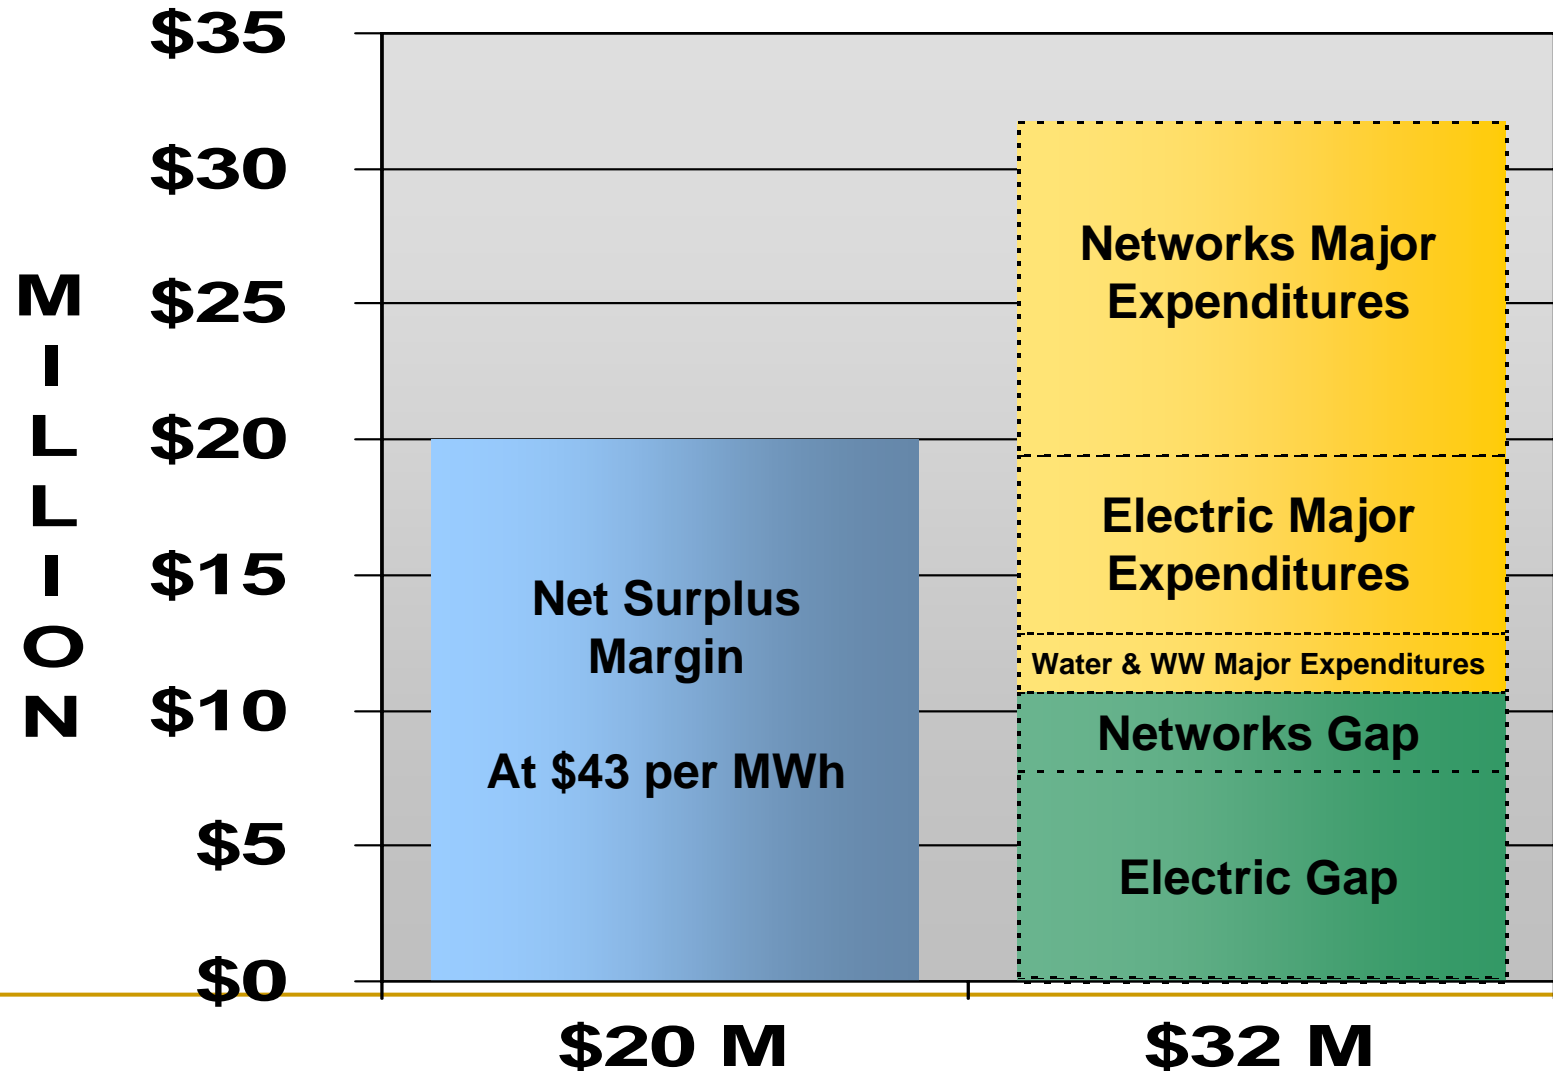 $35
$30
$25
$20
$15
$10
$5
$0
MILLION
Net Surplus
Margin
At $43 per MWh
Networks Major
Expenditures
Electric Major
Expenditures
Water & WW Major Expenditures
Networks Gap
Electric Gap
$20 M
$32 M